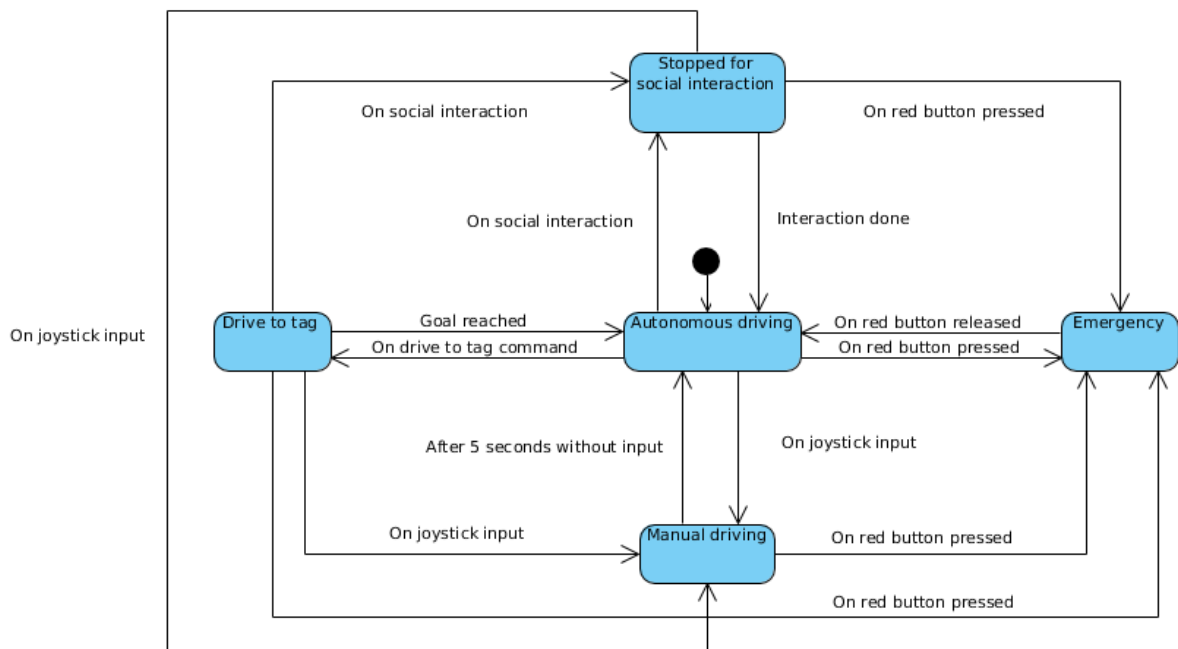 Stopped for
social interaction
On social interaction
On red button pressed
On social interaction
Interaction done
On joystick input
Drive to tag
Goal reached
Autonomous driving
On red button released
Emergency
On drive to tag command
On red button pressed
After 5 seconds without input
On joystick input
On joystick input
Manual driving
On red button pressed
On red button pressed